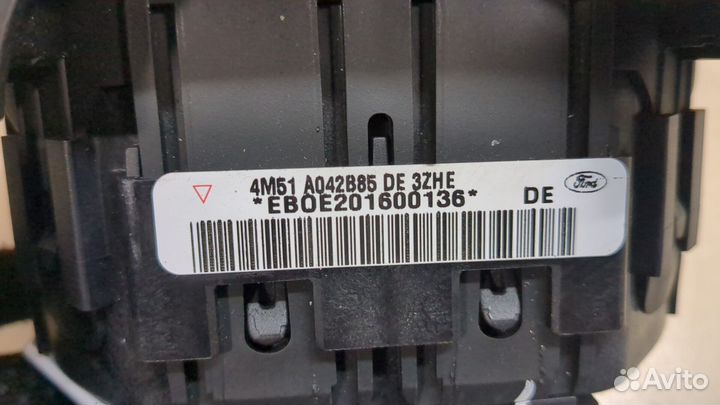 4M51 A042B85 DE 3ZHE
*EB0E201600136*
DE
Ford
Avito